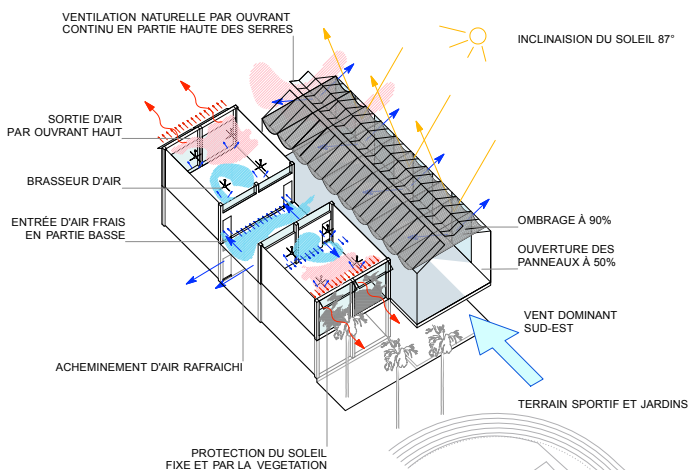 VENTILATION NATURELLE PAR OUVRANT
CONTINU EN PARTIE HAUTE DES SERRES
INCLINAISION DU SOLEIL 87°
SORTIE D'AIR
PAR OUVRANT HAUT
BRASSEUR D'AIR
ENTRÉE D'AIR FRAIS
EN PARTIE BASSE
OMBRAGE À 90%
OUVERTURE DES
PANNEAUX À 50%
VENT DOMINANT
SUD-EST
ACHEMINEMENT D'AIR RAFRAICHI
TERRAIN SPORTIF ET JARDINS
PROTECTION DU SOLEIL
FIXE ET PAR LA VEGETATION